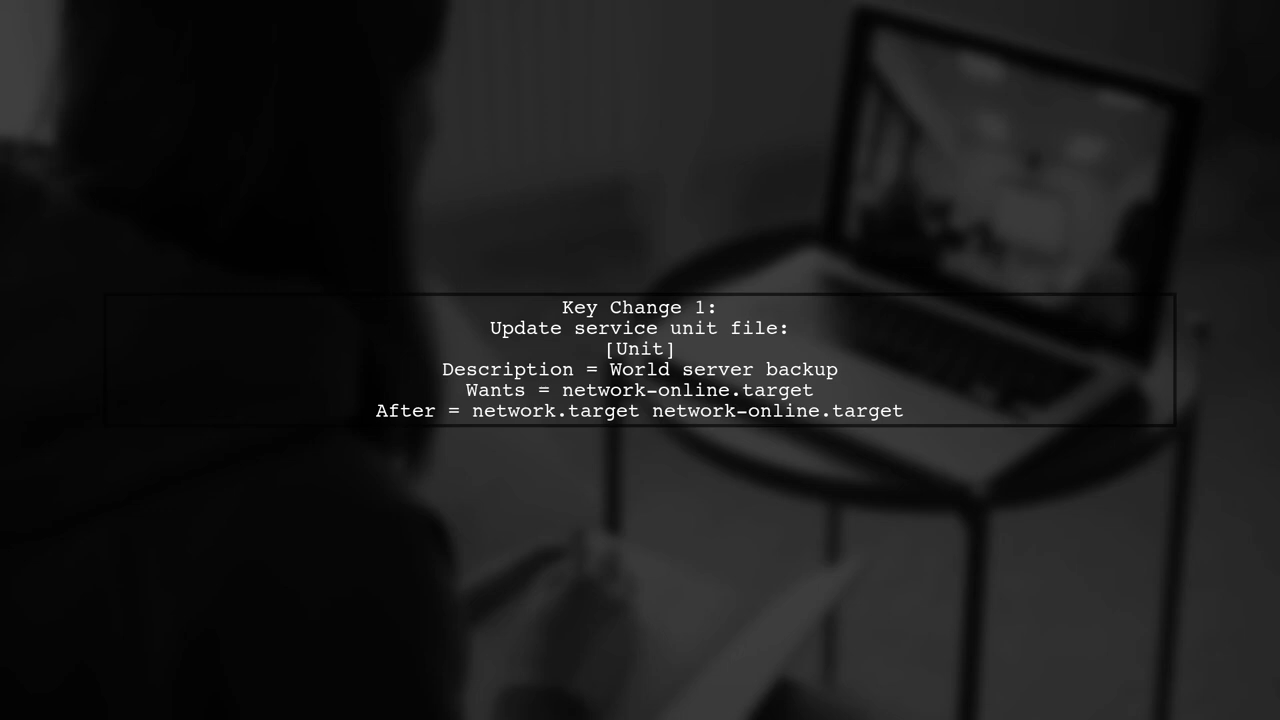 Key Change 1:
Update service unit file:
[Unit]
Description = World server backup
Wants = network-online.target
After = network.target network-online.target